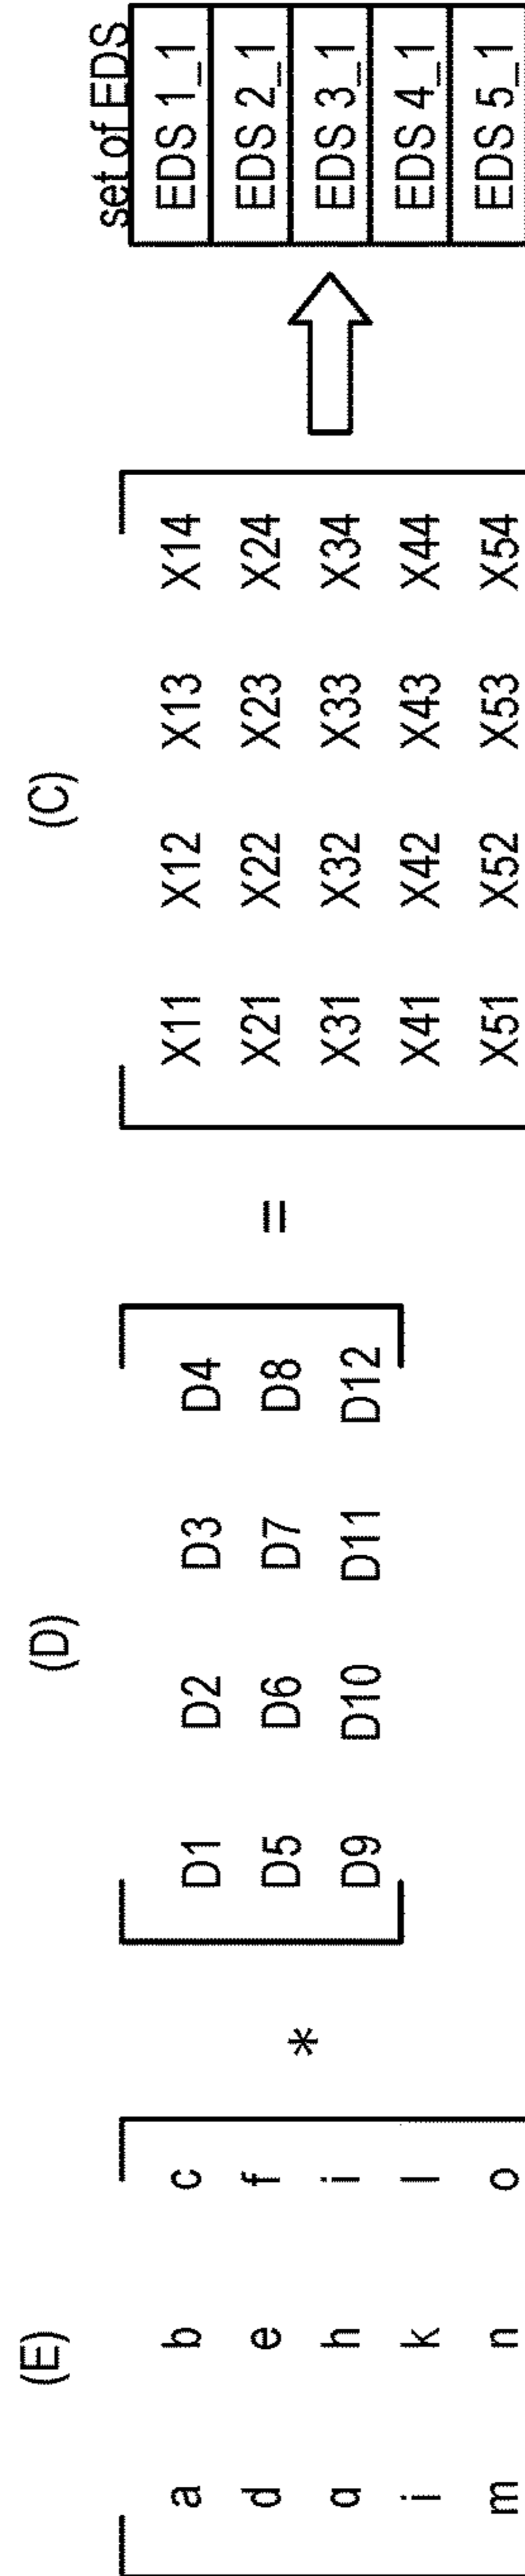 (E) (D) (C) set of EDS
a b c D1 D2 D3 D4 X11 X12 X13 X14 EDS 1_1
d e f D5 D6 D7 D8 X21 X22 X23 X24 EDS 2_1
g h i * D9 D10 D11 D12 = X31 X32 X33 X34 EDS 3_1
j k l X41 X42 X43 X44 EDS 4_1
m n o X51 X52 X53 X54 EDS 5_1